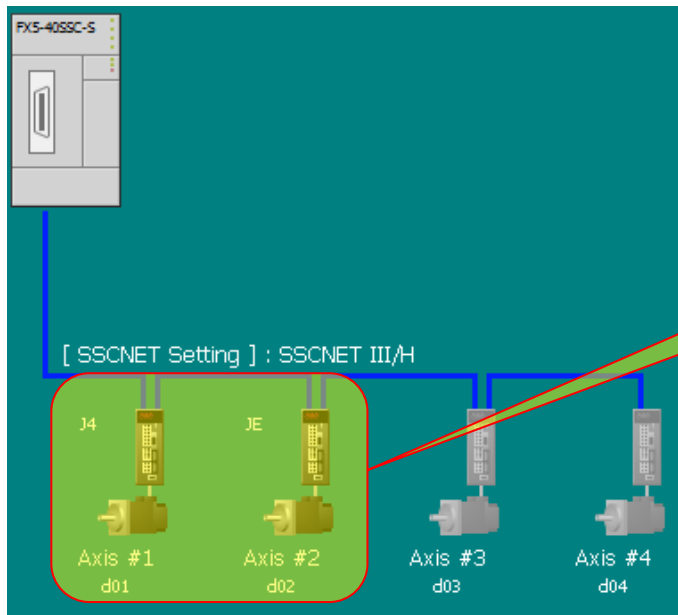 FX5-40SSC-S
[ SSCNET Setting ] : SSCNET III/H
J4 JE
Axis #1 Axis #2 Axis #3 Axis #4
d01 d02 d03 d04